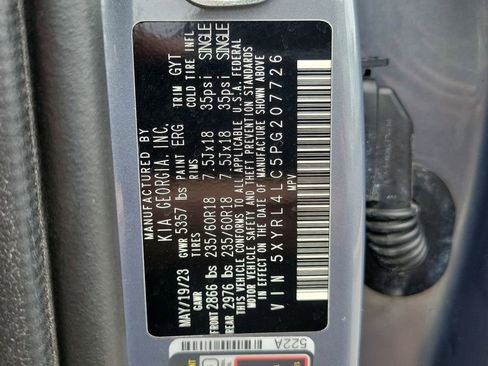 MANUFACTURED BY
KIA GEORGIA, INC.
MAY/19/23 GVWR 5357 lbs PAINT ERG TRIM GYT
GAWR TIRES RIMS COLD TIRE INFL
FRONT 2866 lbs 235/60R18 7.5JX18 35psi SINGLE
REAR 2976 lbs 235/60R18 7.5JX18 35psi SINGLE
THIS VEHICLE CONFORMS TO ALL APPLICABLE U.S.A. FEDERAL
MOTOR VEHICLE SAFETY AND THEFT PREVENTION STANDARDS
IN EFFECT ON THE DATE OF MANUFACTURE SHOWN ABOVE
VIN 5XYRL4LC5PG207726
MPV
522A